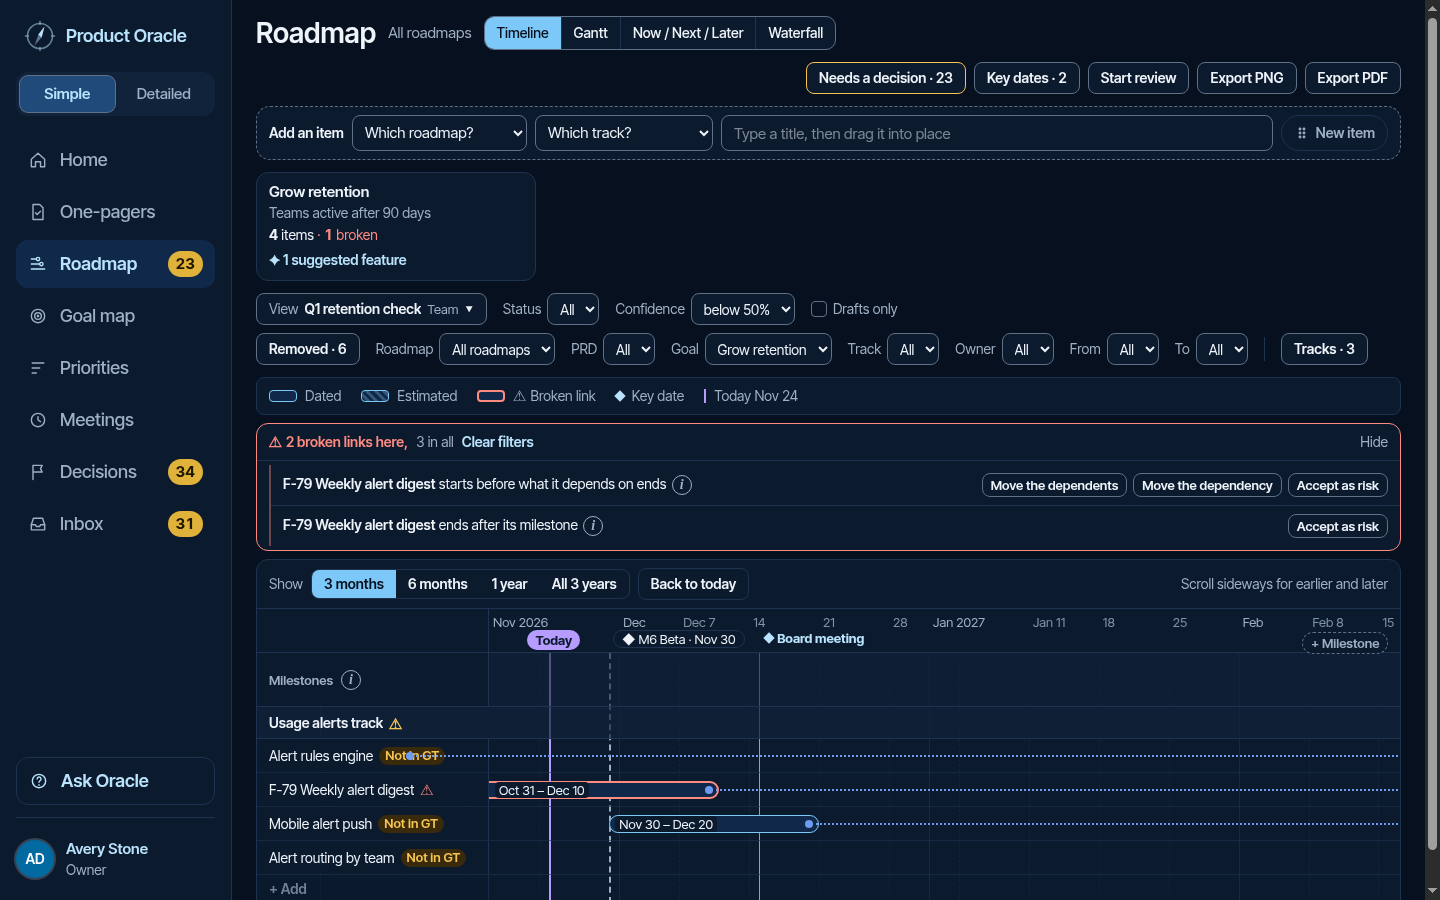 Product Oracle
Simple
Detailed
Home
One-pagers
Roadmap 23
Goal map
Priorities
Meetings
Decisions 34
Inbox 31
Ask Oracle
AD
Avery Stone
Owner
Roadmap All roadmaps Timeline Gantt Now / Next / Later Waterfall
Needs a decision · 23 Key dates · 2 Start review Export PNG Export PDF
Add an item Which roadmap? Which track? Type a title, then drag it into place New item
Grow retention
Teams active after 90 days
4 items · 1 broken
1 suggested feature
View Q1 retention check Team Status All Confidence below 50% Drafts only
Removed · 6 Roadmap All roadmaps PRD All Goal Grow retention Track All Owner All From All To All Tracks · 3
Dated Estimated Broken link Key date Today Nov 24
2 broken links here, 3 in all Clear filters Hide
F-79 Weekly alert digest starts before what it depends on ends Move the dependents Move the dependency Accept as risk
F-79 Weekly alert digest ends after its milestone Accept as risk
Show 3 months 6 months 1 year All 3 years Back to today Scroll sideways for earlier and later
Nov 2026 Dec Dec 7 14 21 28 Jan 2027 Jan 11 18 25 Feb Feb 8 15
Today M6 Beta · Nov 30 Board meeting + Milestone
Milestones
Usage alerts track
Alert rules engine Not in GT
F-79 Weekly alert digest Oct 31 – Dec 10
Mobile alert push Not in GT Nov 30 – Dec 20
Alert routing by team Not in GT
+ Add